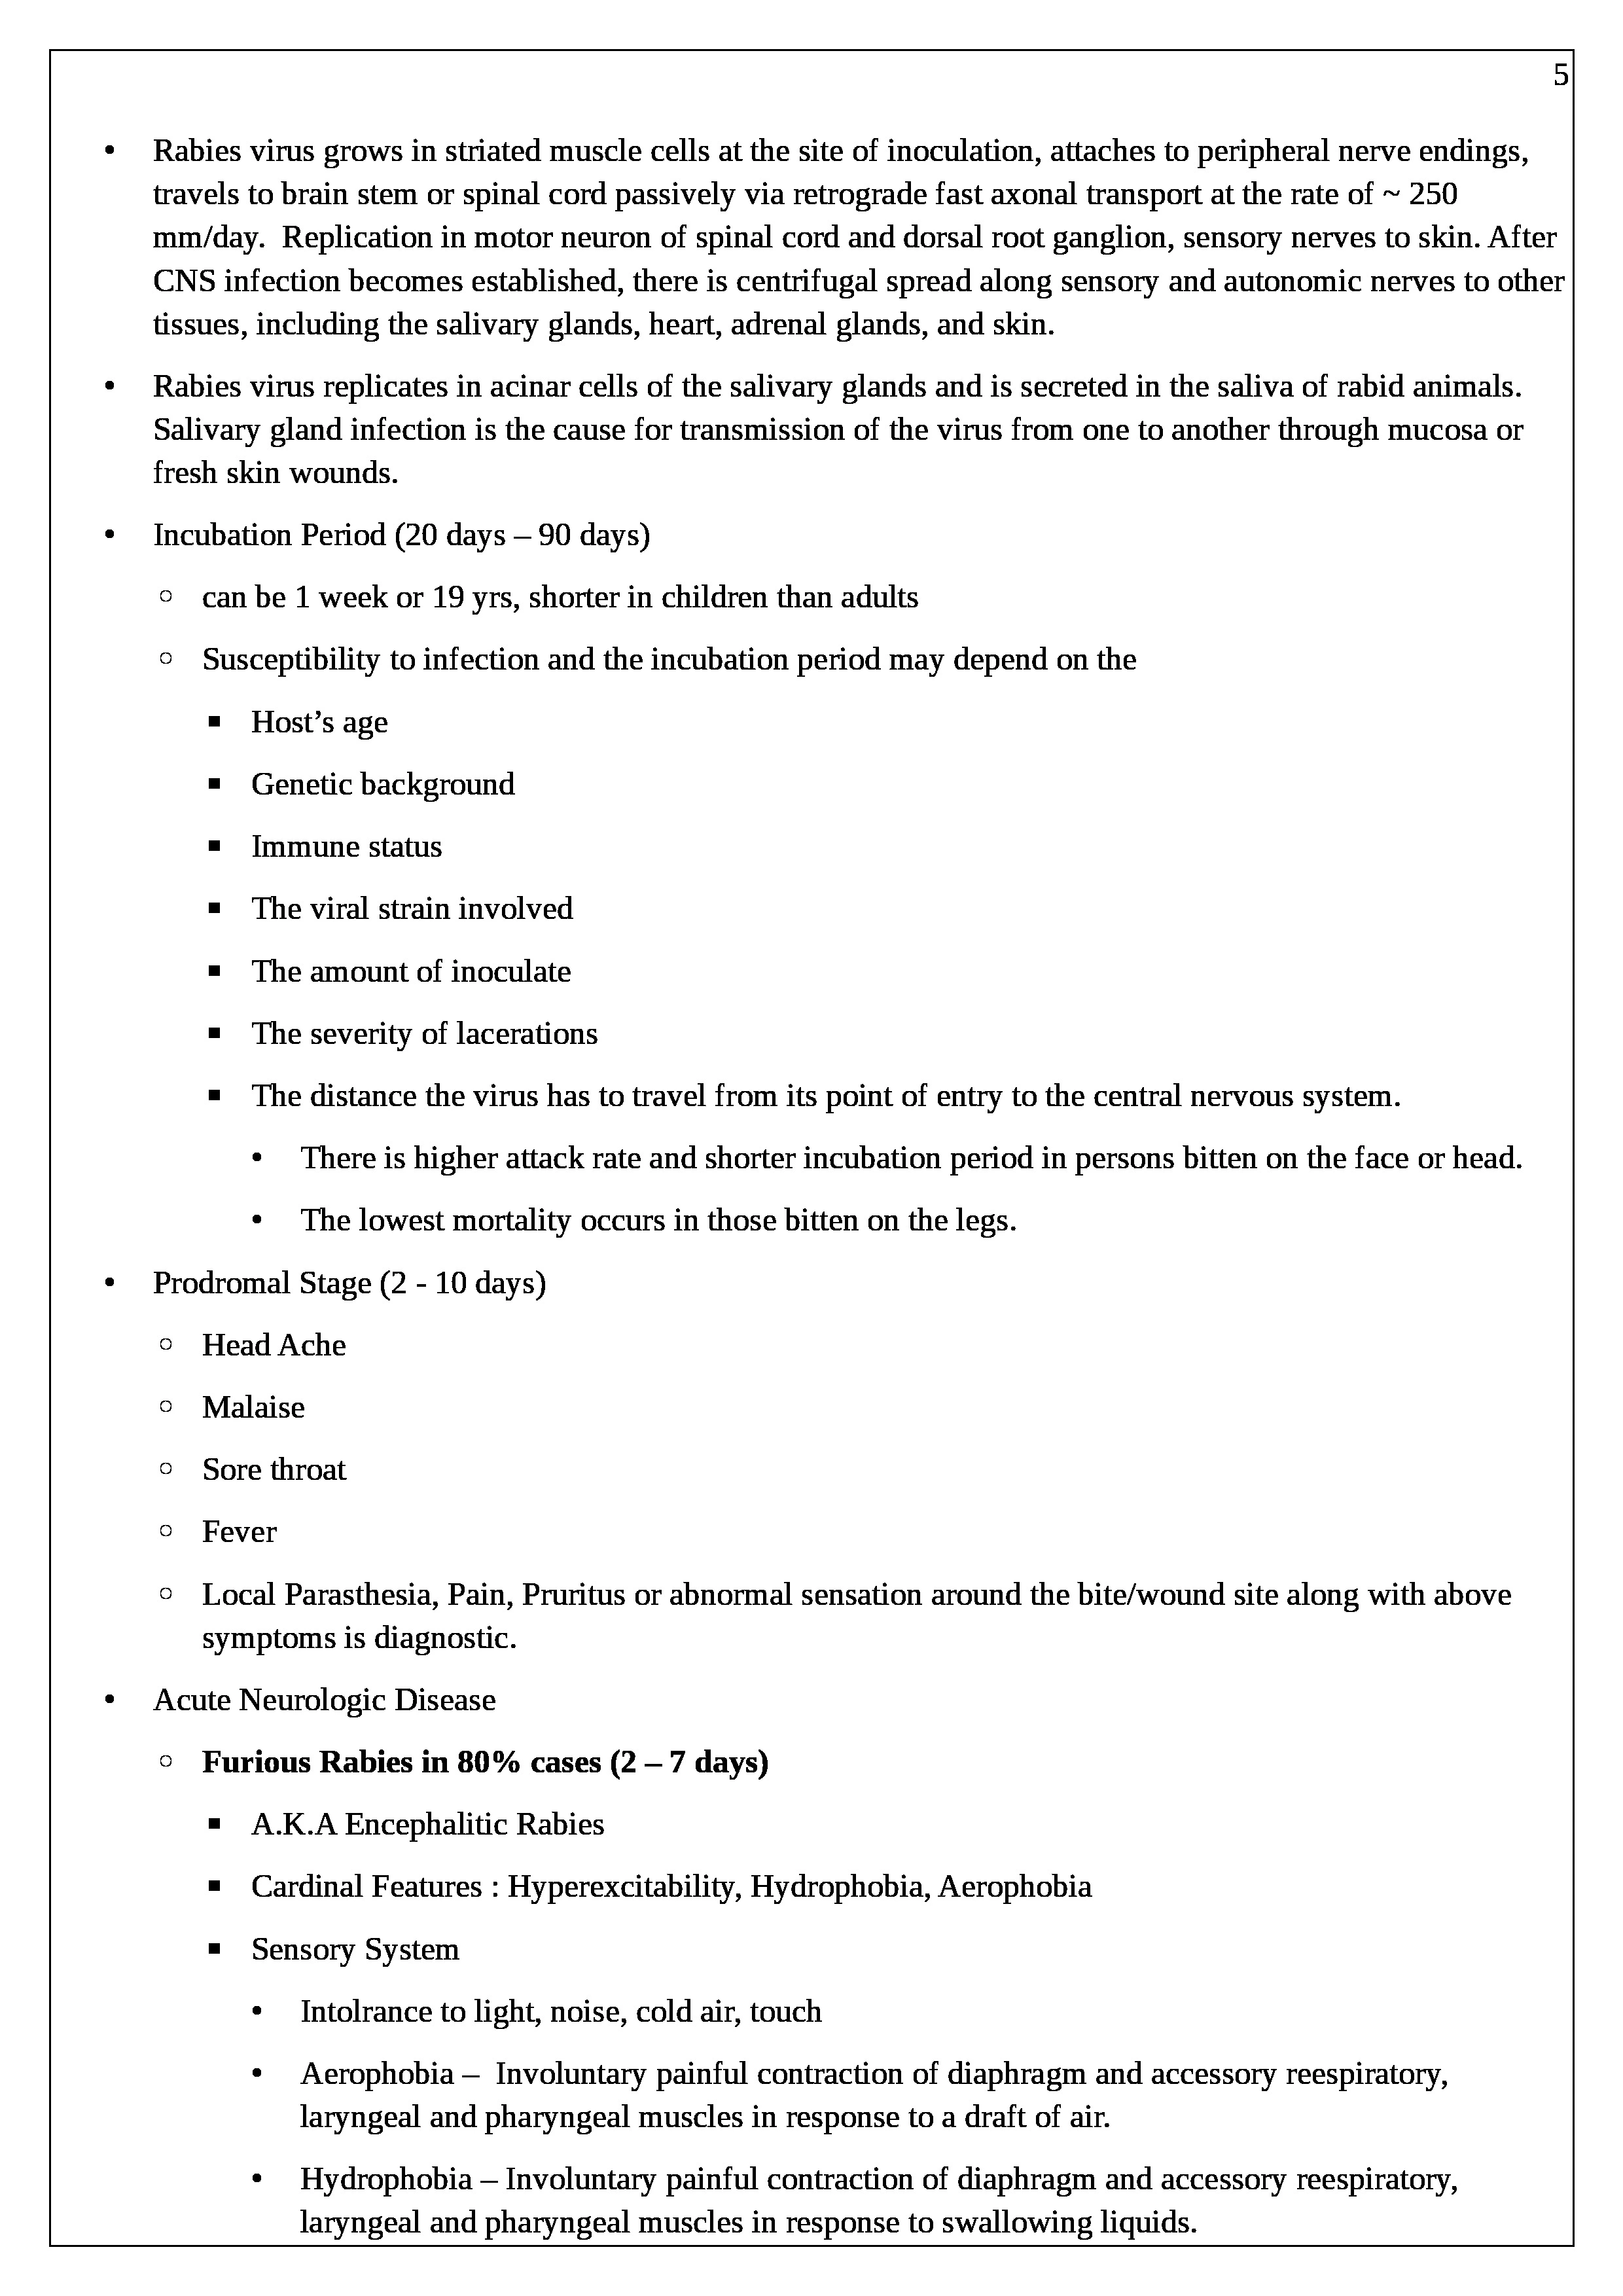 5
• Rabies virus grows in striated muscle cells at the site of inoculation, attaches to peripheral nerve endings,
travels to brain stem or spinal cord passively via retrograde fast axonal transport at the rate of ~ 250
mm/day.  Replication in motor neuron of spinal cord and dorsal root ganglion, sensory nerves to skin. After
CNS infection becomes established, there is centrifugal spread along sensory and autonomic nerves to other
tissues, including the salivary glands, heart, adrenal glands, and skin.
• Rabies virus replicates in acinar cells of the salivary glands and is secreted in the saliva of rabid animals.
Salivary gland infection is the cause for transmission of the virus from one to another through mucosa or
fresh skin wounds.
• Incubation Period (20 days – 90 days)
○ can be 1 week or 19 yrs, shorter in children than adults
○ Susceptibility to infection and the incubation period may depend on the
▪ Host’s age
▪ Genetic background
▪ Immune status
▪ The viral strain involved
▪ The amount of inoculate
▪ The severity of lacerations
▪ The distance the virus has to travel from its point of entry to the central nervous system.
• There is higher attack rate and shorter incubation period in persons bitten on the face or head.
• The lowest mortality occurs in those bitten on the legs.
• Prodromal Stage (2 - 10 days)
○ Head Ache
○ Malaise
○ Sore throat
○ Fever
○ Local Parasthesia, Pain, Pruritus or abnormal sensation around the bite/wound site along with above
symptoms is diagnostic.
• Acute Neurologic Disease
○ Furious Rabies in 80% cases (2 – 7 days)
▪ A.K.A Encephalitic Rabies
▪ Cardinal Features : Hyperexcitability, Hydrophobia, Aerophobia
▪ Sensory System
• Intolrance to light, noise, cold air, touch
• Aerophobia –  Involuntary painful contraction of diaphragm and accessory reespiratory,
laryngeal and pharyngeal muscles in response to a draft of air.
• Hydrophobia – Involuntary painful contraction of diaphragm and accessory reespiratory,
laryngeal and pharyngeal muscles in response to swallowing liquids.